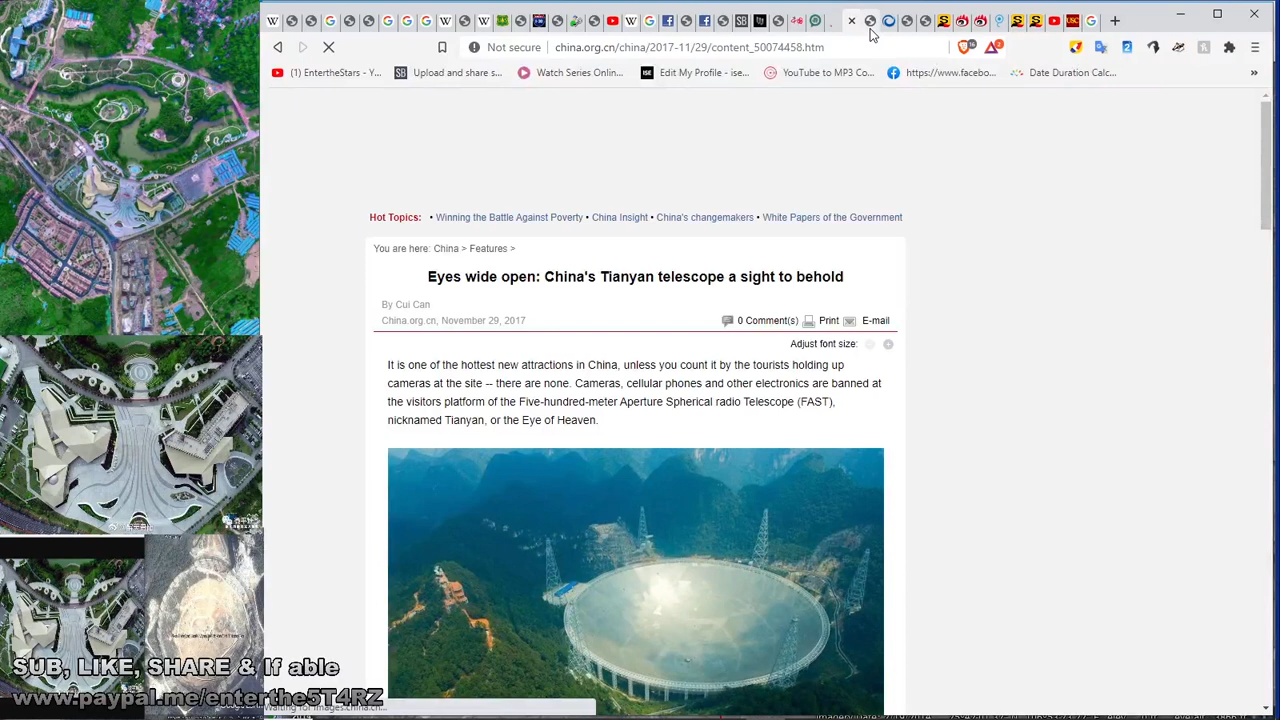 Not secure
china.org.cn/china/2017-11/29/content_50074458.htm
16
2
(1) EntertheStars - Y...
Upload and share s...
Watch Series Onlin...
Edit My Profile - ise...
YouTube to MP3 Co...
https://www.facebo...
Date Duration Calc...
Hot Topics: • Winning the Battle Against Poverty • China Insight • China's changemakers • White Papers of the Government
You are here: China > Features >
Eyes wide open: China's Tianyan telescope a sight to behold
By Cui Can
China.org.cn, November 29, 2017
0 Comment(s)
Print
E-mail
Adjust font size:
It is one of the hottest new attractions in China, unless you count it by the tourists holding up
cameras at the site -- there are none. Cameras, cellular phones and other electronics are banned at
the visitors platform of the Five-hundred-meter Aperture Spherical radio Telescope (FAST),
nicknamed Tianyan, or the Eye of Heaven.
SUB, LIKE, SHARE & If able
www.paypal.me/enterthe5T4RZ
Waiting for images.china.cn...